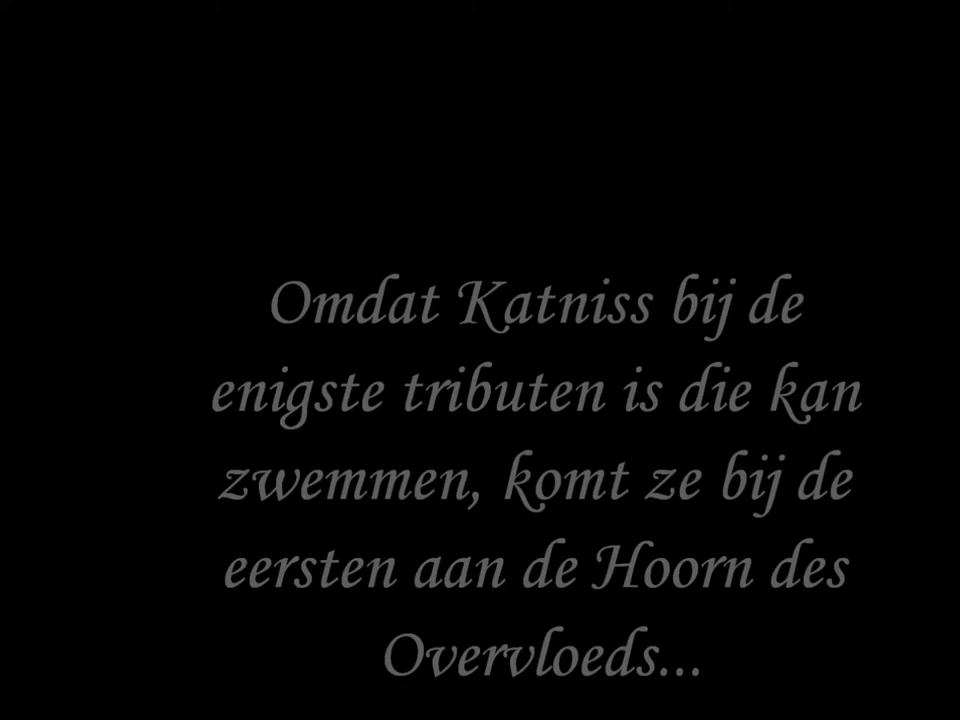 Omdat Katniss bij de
enigste tributen is die kan
zwemmen, komt ze bij de
eersten aan de Hoorn des
Overvloeds...